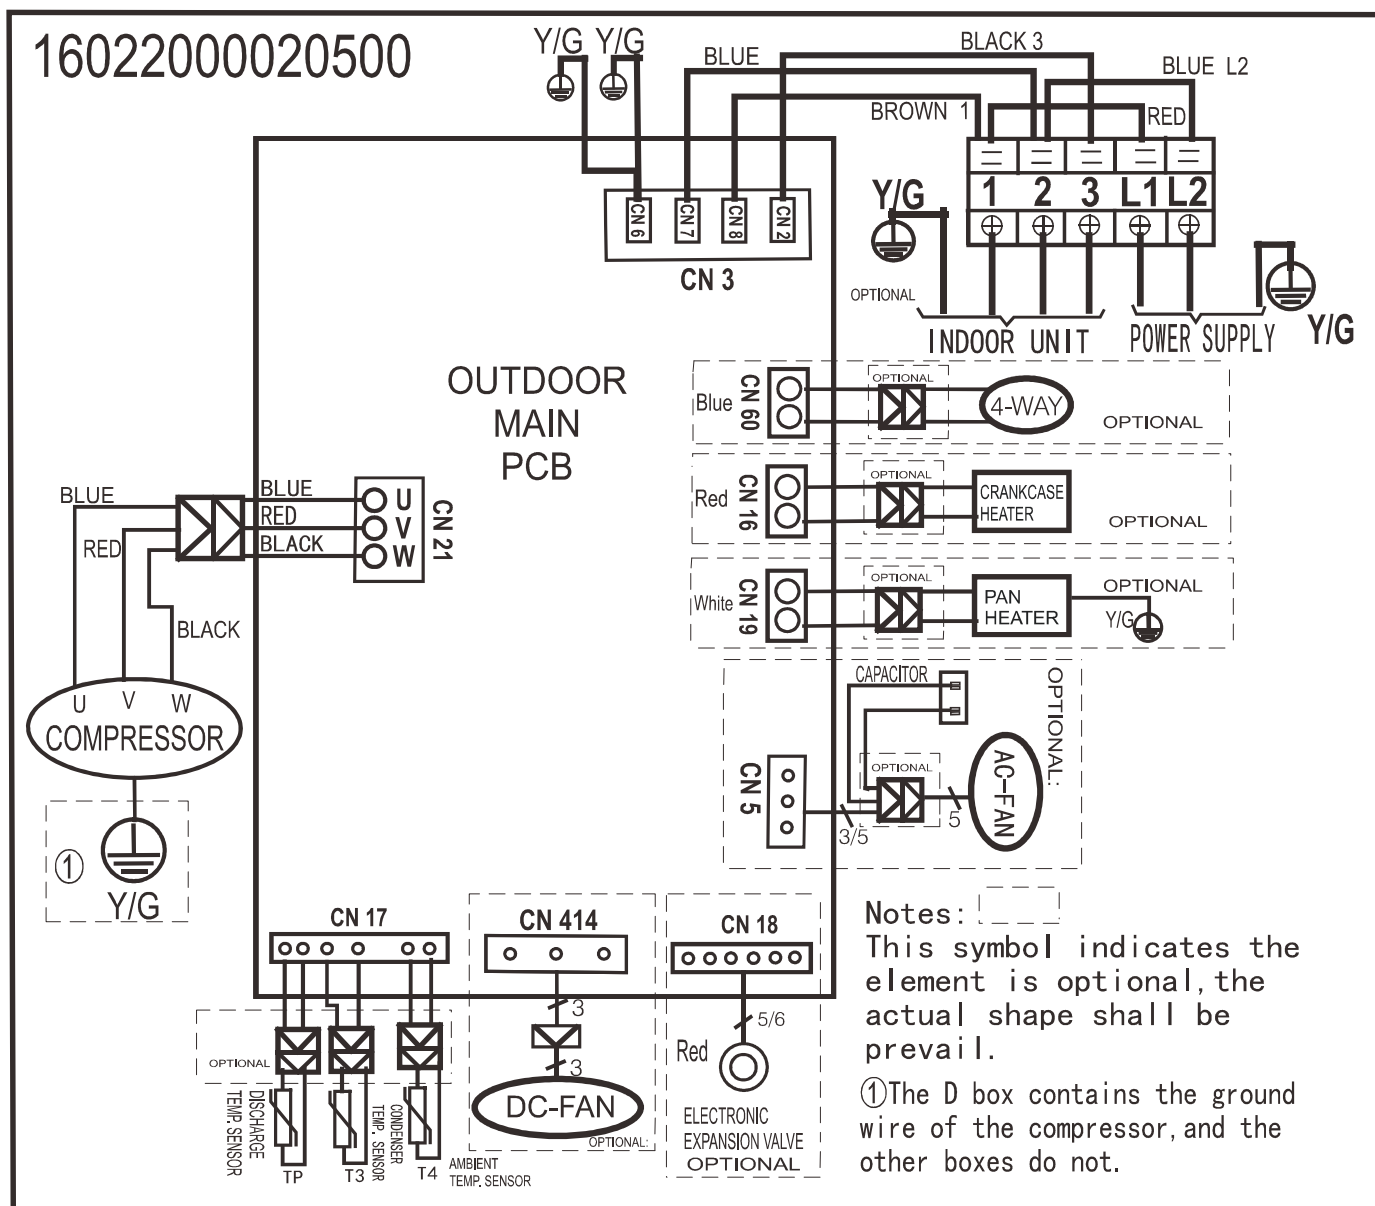 16022000020500
Y/G Y/G
BLUE
BLACK 3
BLUE L2
BROWN 1
RED
1 2 3 L1 L2
Y/G
CN 6
CN 7
CN 8
CN 2
CN 3
OPTIONAL
INDOOR UNIT
POWER SUPPLY
Y/G
OUTDOOR
MAIN
PCB
Blue
CN 60
OPTIONAL
4-WAY
OPTIONAL
Red
CN 16
OPTIONAL
CRANKCASE
HEATER
OPTIONAL
White
CN 19
OPTIONAL
PAN
HEATER
OPTIONAL
Y/G
BLUE
RED
BLACK
BLUE
RED
BLACK
U
V
W
CN 21
U V W
COMPRESSOR
①
Y/G
CAPACITOR
OPTIONAL:
CN 5
OPTIONAL
3/5
5
AC-FAN
CN 17
CN 414
CN 18
OPTIONAL
DISCHARGE
TEMP. SENSOR
TP
T3
CONDENSER
TEMP. SENSOR
T4
AMBIENT
TEMP. SENSOR
3
3
DC-FAN
OPTIONAL:
5/6
Red
ELECTRONIC
EXPANSION VALVE
OPTIONAL
Notes:
This symbol indicates the
element is optional, the
actual shape shall be
prevail.
①The D box contains the ground
wire of the compressor, and the
other boxes do not.